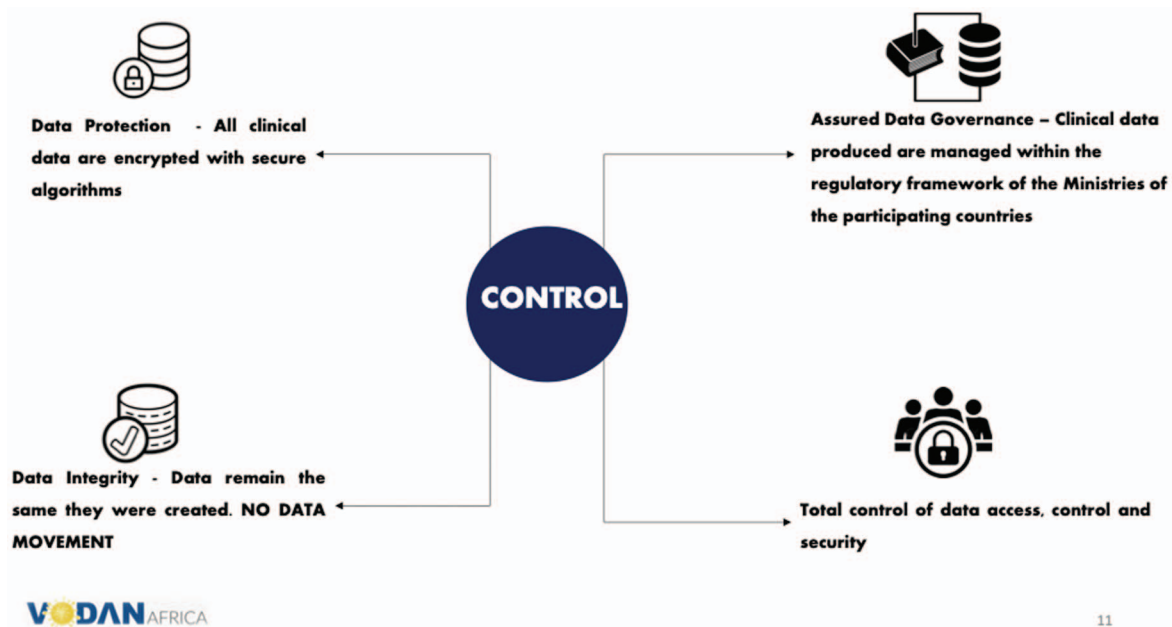 Data Protection - All clinical
data are encrypted with secure
algorithms
Assured Data Governance – Clinical data
produced are managed within the
regulatory framework of the Ministries of
the participating countries
CONTROL
Data Integrity - Data remain the
same they were created. NO DATA
MOVEMENT
Total control of data access, control and
security
VODAN AFRICA
11